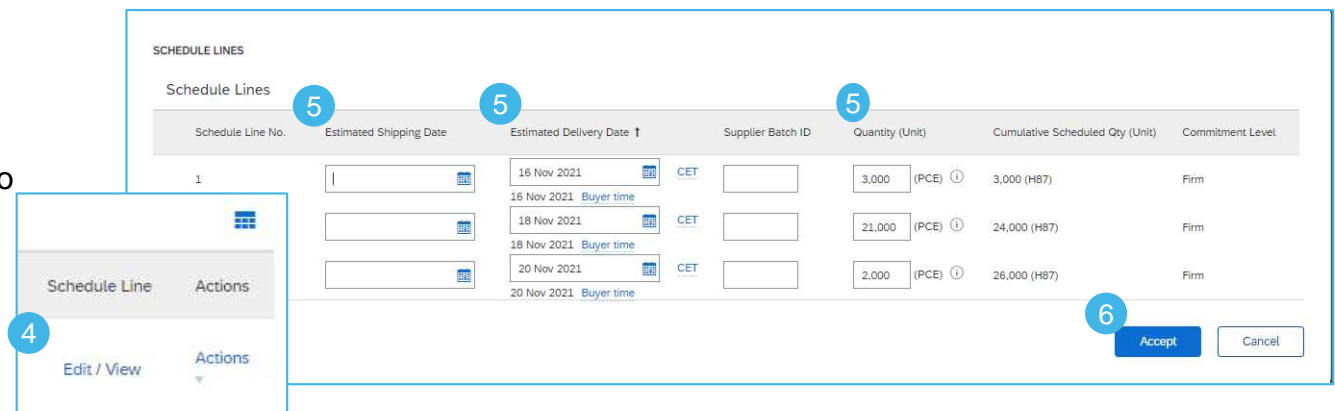 SCHEDULE LINES
Schedule Lines
5 5 5
Schedule Line No. Estimated Shipping Date Estimated Delivery Date ↑ Supplier Batch ID Quantity (Unit) Cumulative Scheduled Qty (Unit) Commitment Level
1 16 Nov 2021 CET 3,000 (PCE) 3,000 (H87) Firm
16 Nov 2021 Buyer time
18 Nov 2021 CET 21,000 (PCE) 24,000 (H87) Firm
18 Nov 2021 Buyer time
20 Nov 2021 CET 2,000 (PCE) 26,000 (H87) Firm
20 Nov 2021 Buyer time
6
Accept Cancel
o
Schedule Line Actions
4
Edit / View Actions